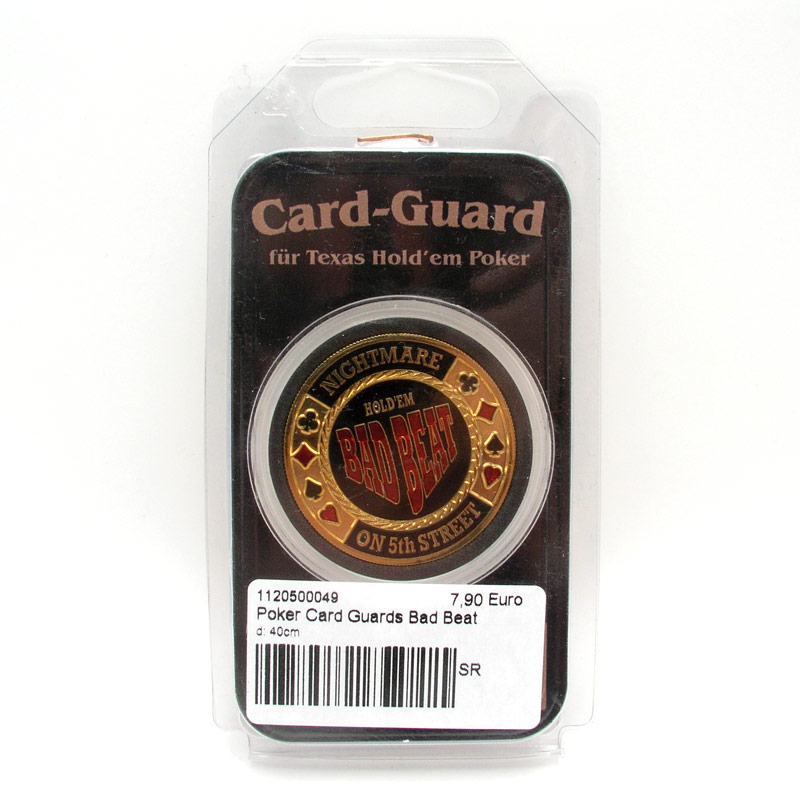 Card-Guard
für Texas Hold'em Poker
NIGHTMARE
HOLD'EM
BAD BEAT
ON 5th STREET
1120500049 7,90 Euro
Poker Card Guards Bad Beat
d: 40cm
SR